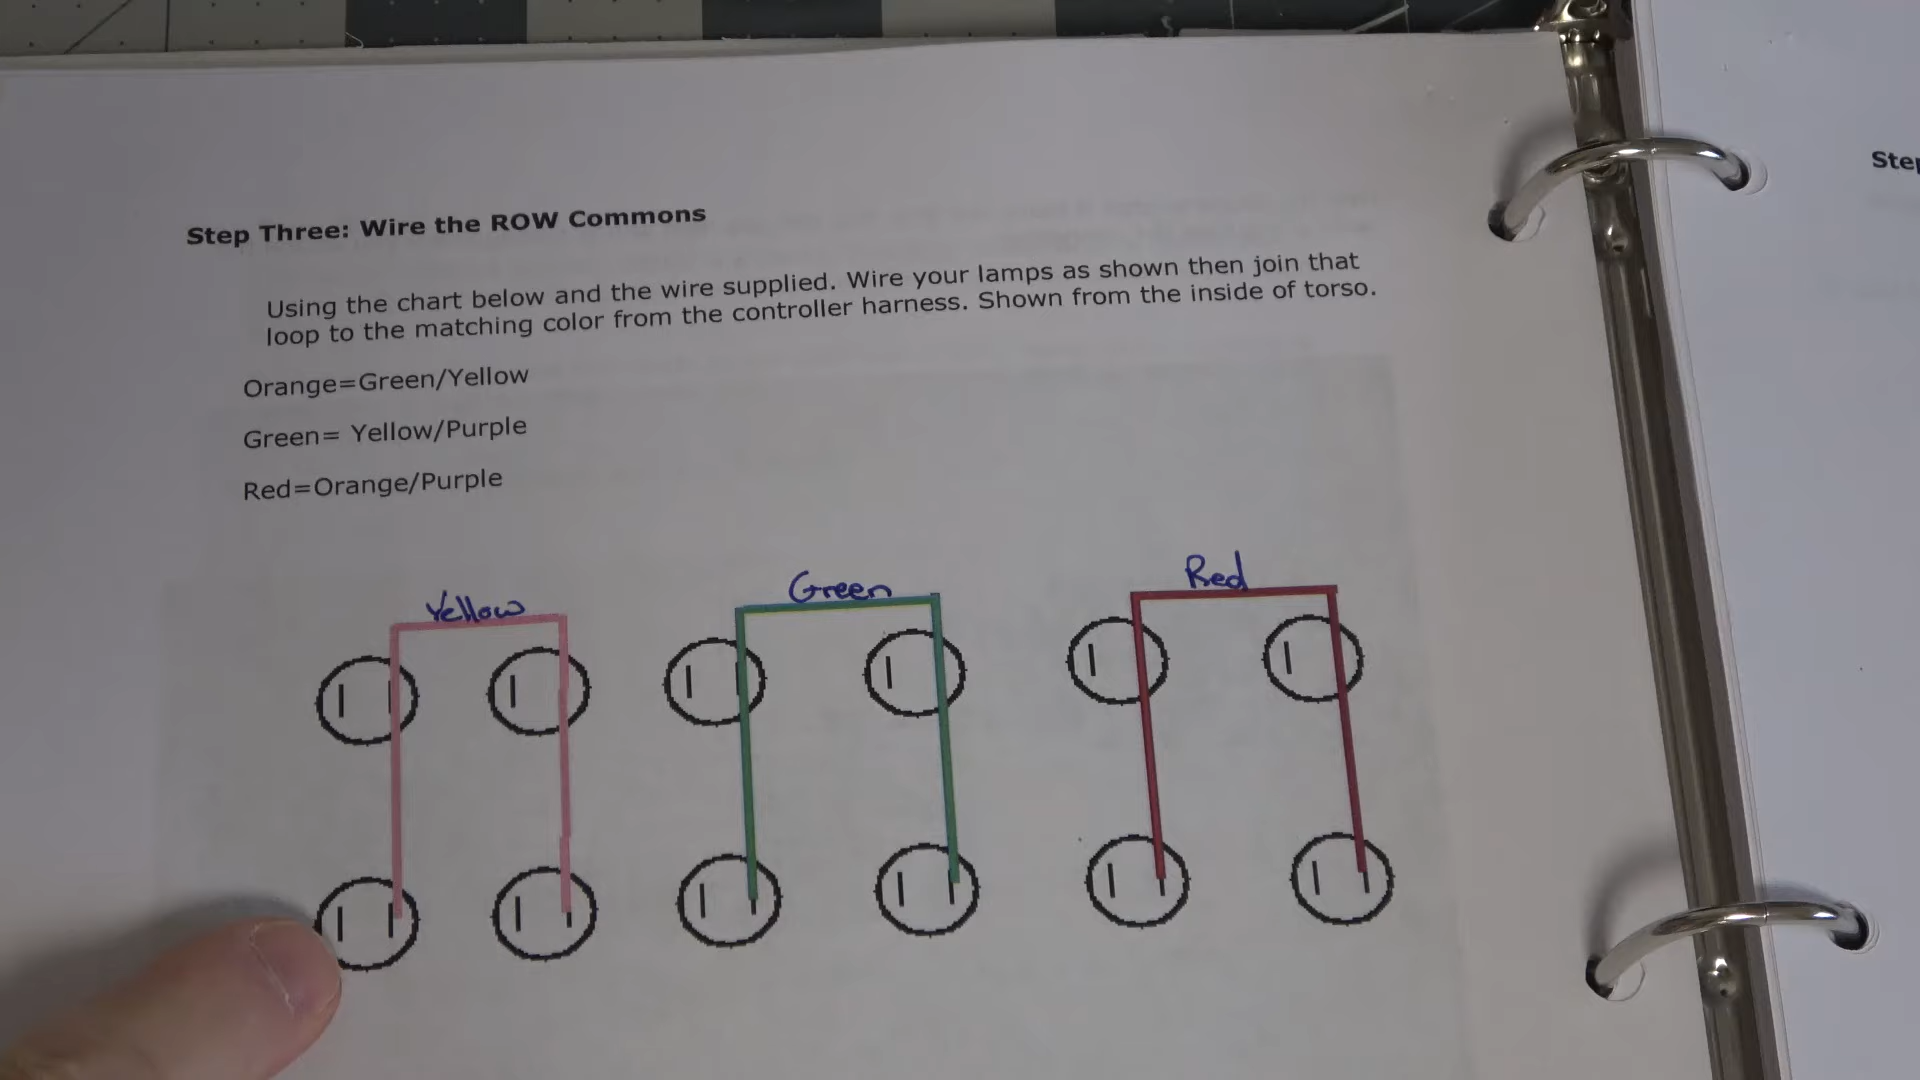 Step Three: Wire the ROW Commons
Using the chart below and the wire supplied. Wire your lamps as shown then join that
loop to the matching color from the controller harness. Shown from the inside of torso.
Orange=Green/Yellow
Green= Yellow/Purple
Red=Orange/Purple
Yellow
Green
Red